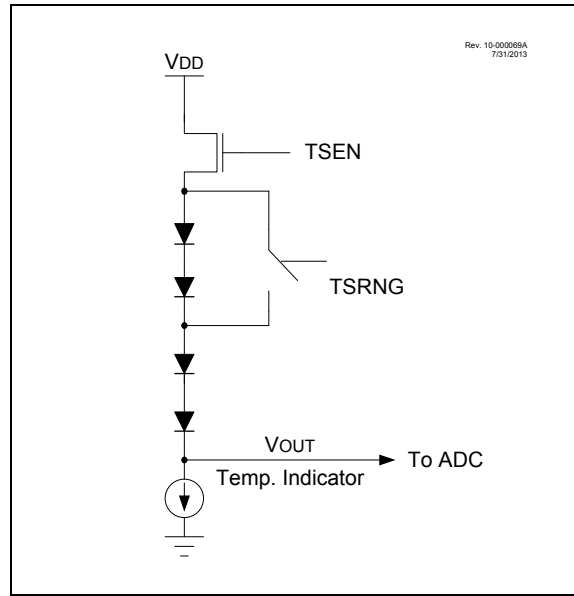 Rev. 10-000069A
7/31/2013
VDD
TSEN
TSRNG
VOUT
To ADC
Temp. Indicator